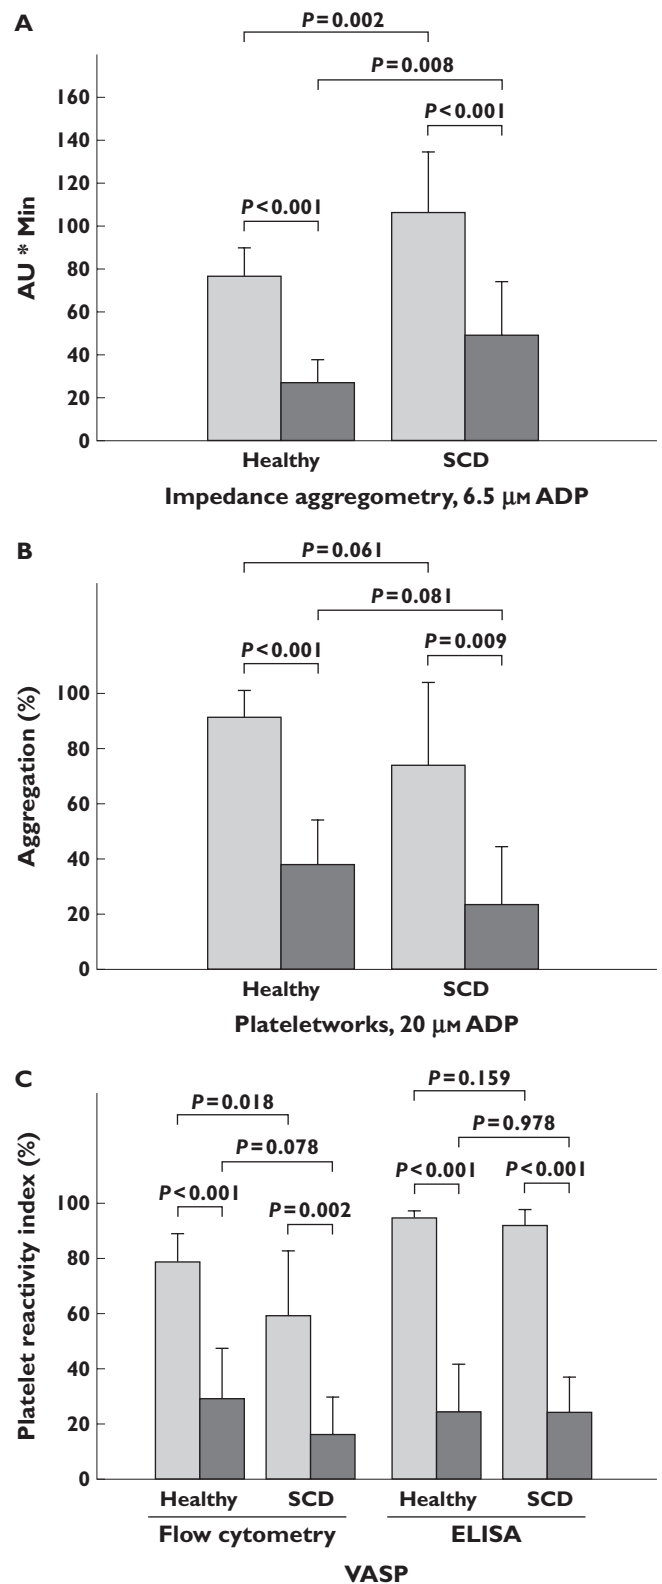 A
P=0.002
P=0.008
P<0.001
P<0.001
AU * Min
160
140
120
100
80
60
40
20
0
Healthy SCD
Impedance aggregometry, 6.5 μM ADP
B
P=0.061
P=0.081
P<0.001 P=0.009
Aggregation (%)
100
80
60
40
20
0
Healthy SCD
Plateletworks, 20 μM ADP
C
P=0.159
P=0.018
P=0.978
P=0.078
P<0.001 P<0.001
P<0.001 P=0.002
Platelet reactivity index (%)
100
80
60
40
20
0
Healthy SCD Healthy SCD
Flow cytometry ELISA
VASP